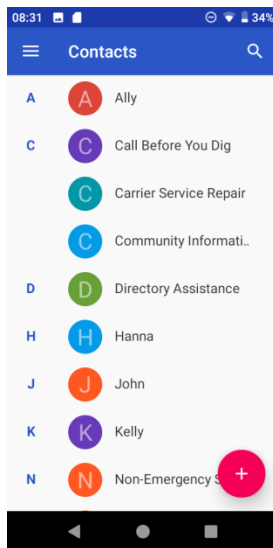 08:31 34%
Contacts
A A Ally
C C Call Before You Dig
C Carrier Service Repair
C Community Informati..
D D Directory Assistance
H H Hanna
J J John
K K Kelly
N N Non-Emergency